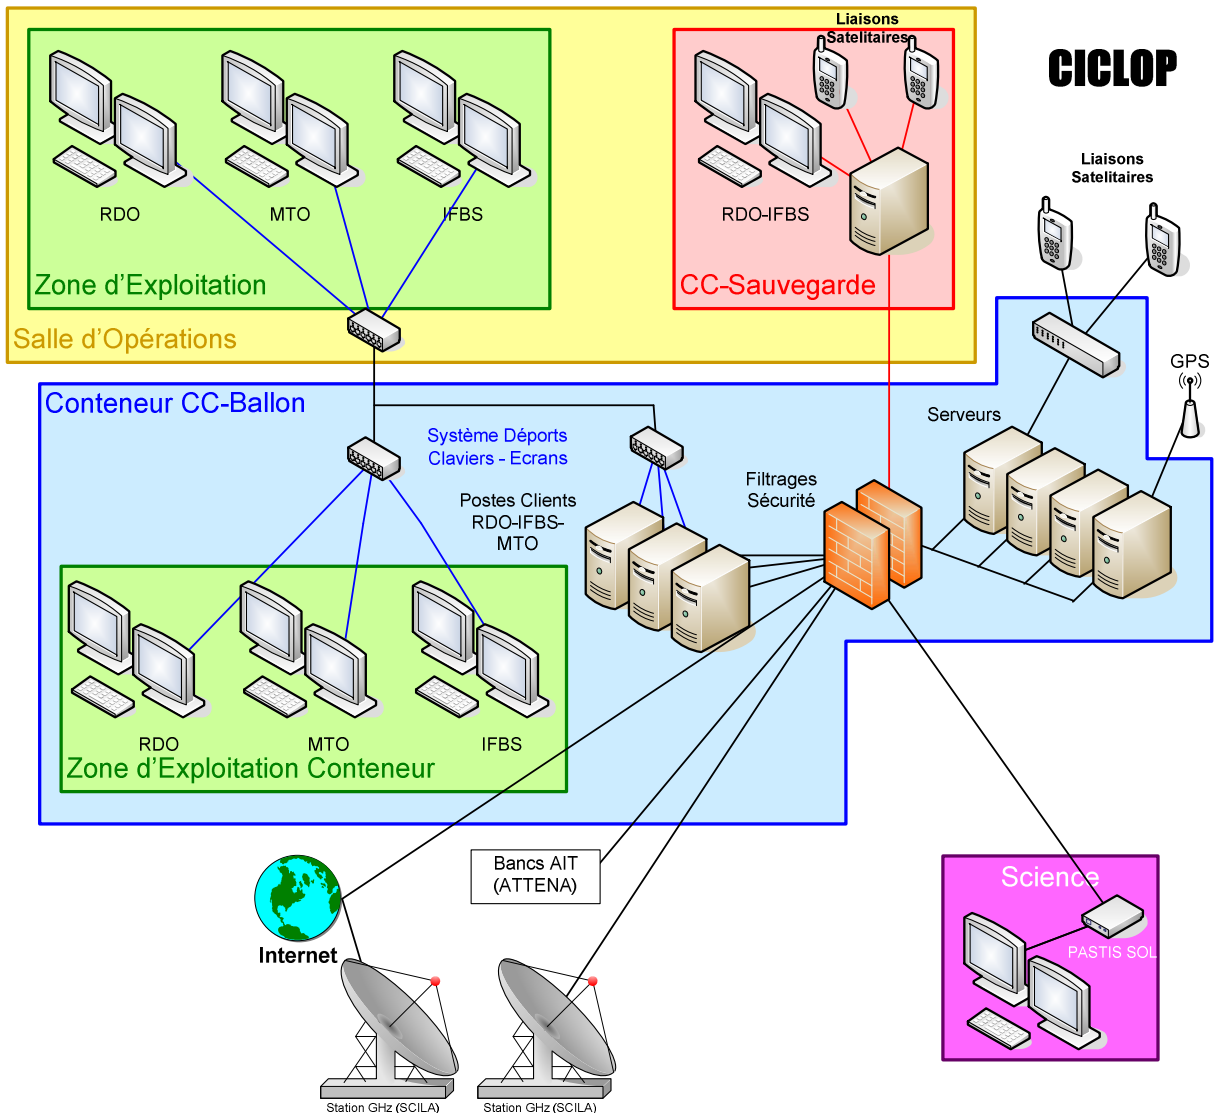 Liaisons
Satelitaires
CICLOP
Liaisons
Satelitaires
RDO
MTO
IFBS
RDO-IFBS
Zone d'Exploitation
CC-Sauvegarde
Salle d'Opérations
GPS
Conteneur CC-Ballon
Serveurs
Système Déports
Claviers - Ecrans
Filtrages
Sécurité
Postes Clients
RDO-IFBS-
MTO
RDO
MTO
IFBS
Zone d'Exploitation Conteneur
Bancs AIT
(ATTENA)
Science
Internet
PASTIS SOL
Station GHz (SCILA)
Station GHz (SCILA)